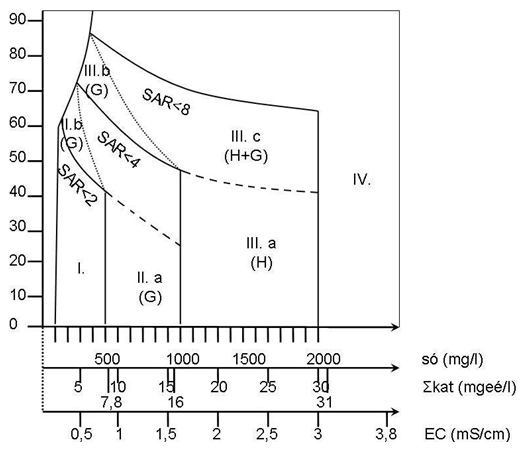 90
80
70
60
50
40
30
20
10
0
III.b
(G)
SAR<8
II.b
(G)
SAR<4
III. c
(H+G)
SAR<2
IV.
I.
II. a
(G)
III. a
(H)
500 1000 1500 2000 só (mg/l)
5 10 15 20 25 30 Σkat (mgeé/l)
7,8 16 31
0,5 1 1,5 2 2,5 3 3,8 EC (mS/cm)